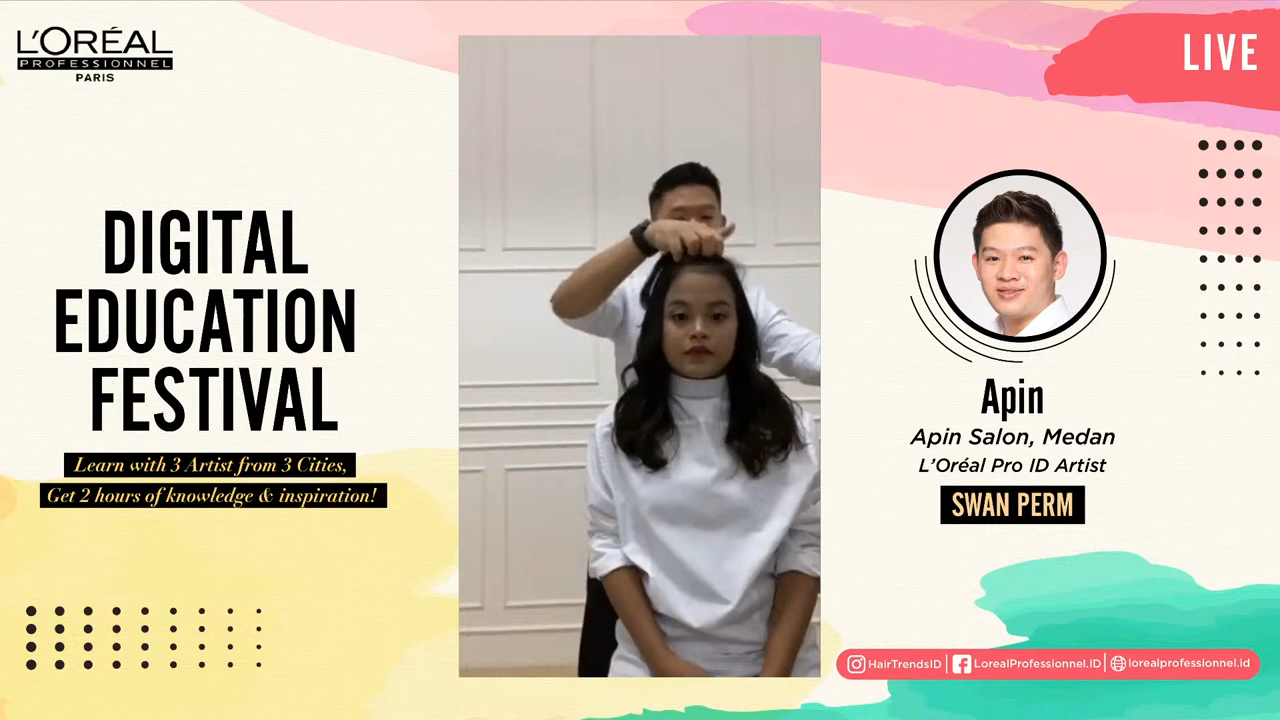 L'ORÉAL
PROFESSIONNEL
PARIS
LIVE
DIGITAL
EDUCATION
FESTIVAL
Learn with 3 Artist from 3 Cities,
Get 2 hours of knowledge & inspiration!
Apin
Apin Salon, Medan
L'Oréal Pro ID Artist
SWAN PERM
HairTrendsID | LorealProfessionnel.ID | lorealprofessionnel.id